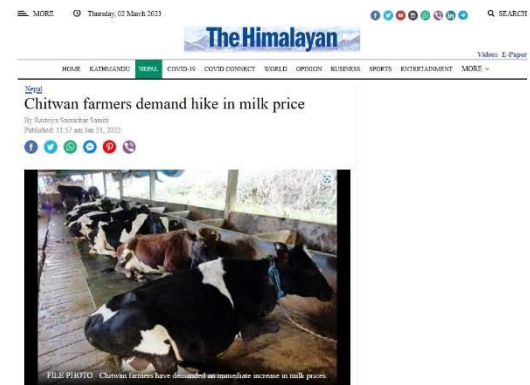 MORE Thursday, 02 March 2023 SEARCH
The Himalayan
Videos E-Paper
HOME KATHMANDU NEPAL COVID-19 COVID CONNECT WORLD OPINION BUSINESS SPORTS ENTERTAINMENT MORE
Nepal
Chitwan farmers demand hike in milk price
By Rastriya Samachar Samiti
Published: 11:57 am Jan 31, 2022
FILE PHOTO Chitwan farmers have demanded an immediate increase in milk prices.